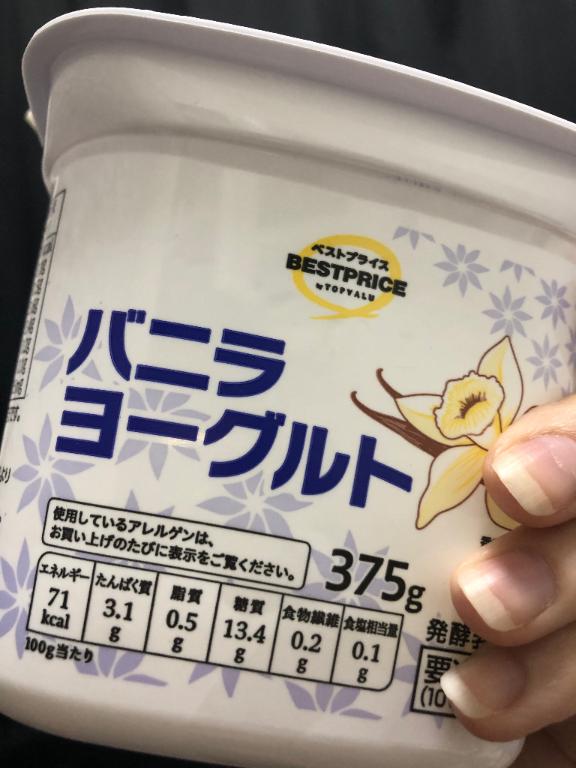 ベストプライス
BESTPRICE
by TOPVALU
バニラ
ヨーグルト
使用しているアレルゲンは、
お買い上げのたびに表示をご覧ください。
375g
エネルギー たんぱく質 脂質 糖質 食物繊維 食塩相当量
71 kcal 3.1 g 0.5 g 13.4 g 0.2 g 0.1 g
100g当たり
発酵
要
(10